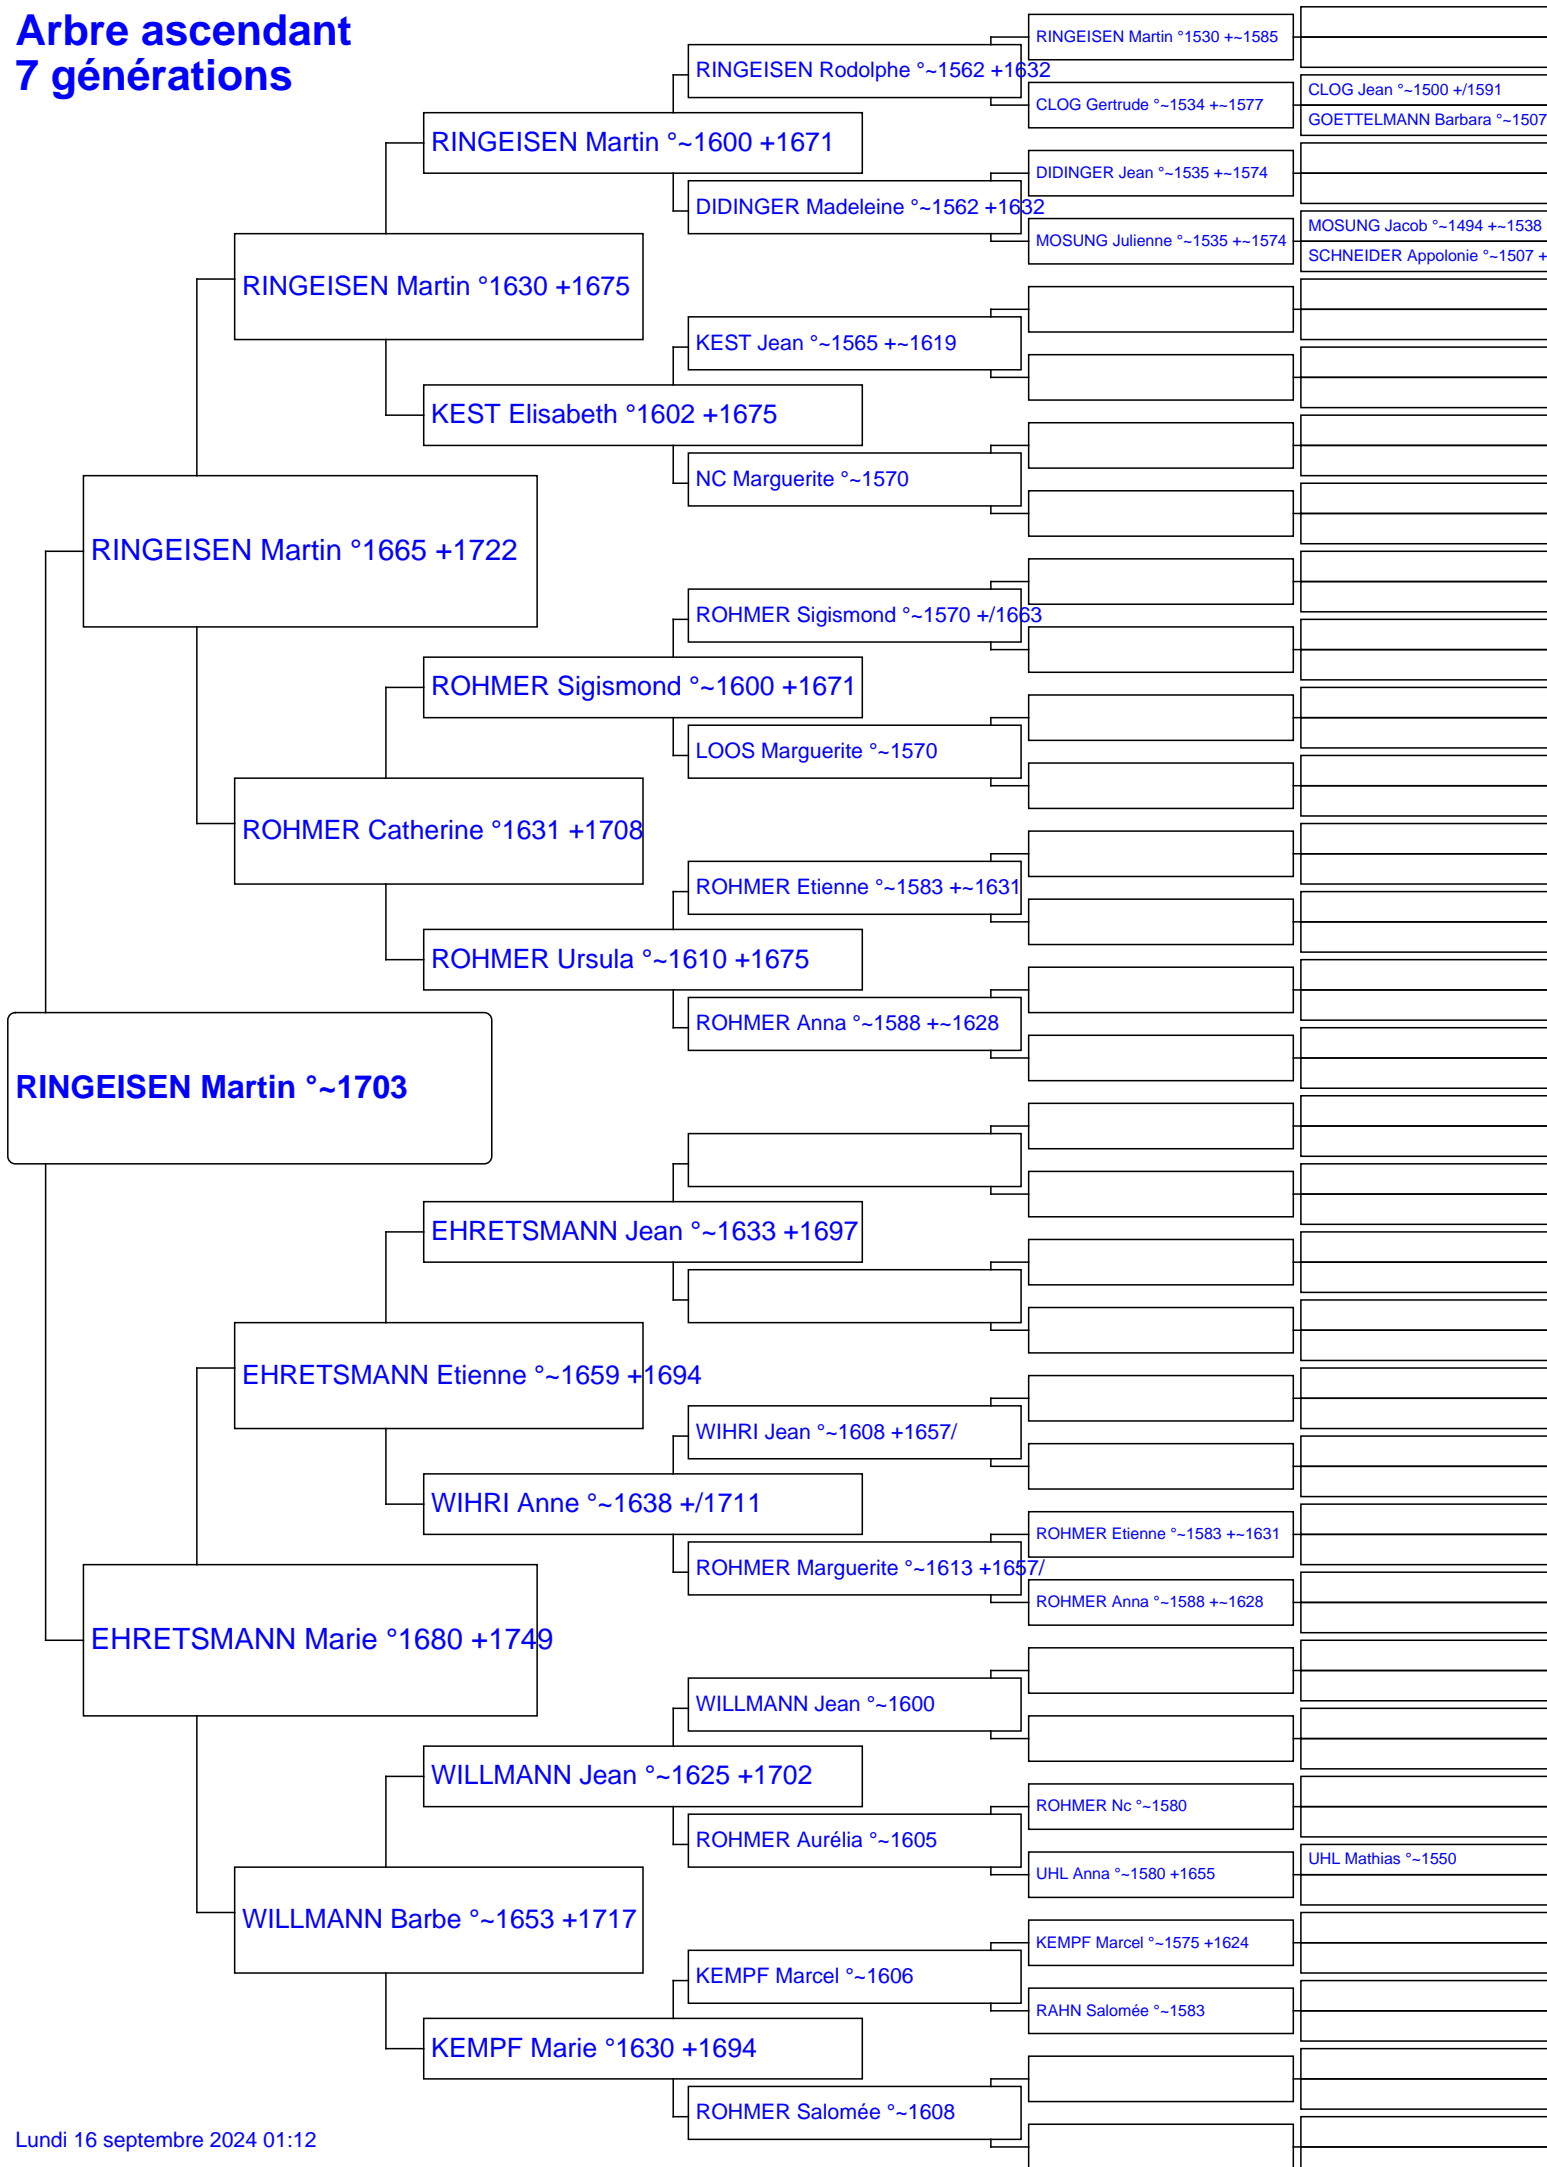 Arbre ascendant
7 générations
RINGEISEN Martin °~1703
RINGEISEN Martin °1665 +1722
EHRETSMANN Marie °1680 +1749
RINGEISEN Martin °1630 +1675
ROHMER Catherine °1631 +1708
EHRETSMANN Etienne °~1659 +1694
WILLMANN Barbe °~1653 +1717
RINGEISEN Martin °~1600 +1671
KEST Elisabeth °1602 +1675
ROHMER Sigismond °~1600 +1671
ROHMER Ursula °~1610 +1675
EHRETSMANN Jean °~1633 +1697
WIHRI Anne °~1638 +/1711
WILLMANN Jean °~1625 +1702
KEMPF Marie °1630 +1694
RINGEISEN Rodolphe °~1562 +1632
DIDINGER Madeleine °~1562 +1632
KEST Jean °~1565 +~1619
NC Marguerite °~1570
ROHMER Sigismond °~1570 +/1663
LOOS Marguerite °~1570
ROHMER Etienne °~1583 +~1631
ROHMER Anna °~1588 +~1628
WIHRI Jean °~1608 +1657/
ROHMER Marguerite °~1613 +1657/
WILLMANN Jean °~1600
ROHMER Aurélia °~1605
KEMPF Marcel °~1606
ROHMER Salomée °~1608
RINGEISEN Martin °1530 +~1585
CLOG Gertrude °~1534 +~1577
DIDINGER Jean °~1535 +~1574
MOSUNG Julienne °~1535 +~1574
ROHMER Etienne °~1583 +~1631
ROHMER Anna °~1588 +~1628
ROHMER Nc °~1580
UHL Anna °~1580 +1655
KEMPF Marcel °~1575 +1624
RAHN Salomée °~1583
CLOG Jean °~1500 +/1591
GOETTELMANN Barbara °~1507
MOSUNG Jacob °~1494 +~1538
SCHNEIDER Appolonie °~1507 +
UHL Mathias °~1550
Lundi 16 septembre 2024 01:12